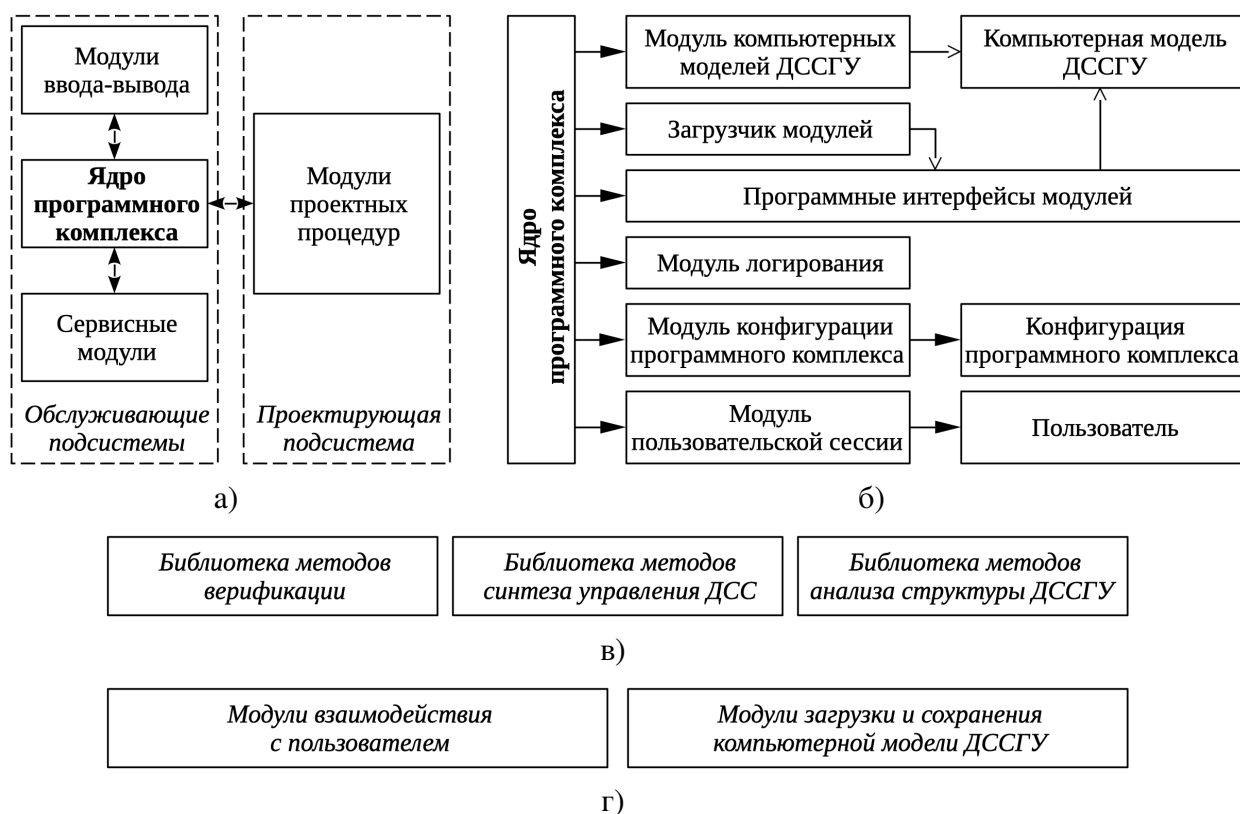 Модули
ввода-вывода
Ядро
программного
комплекса
Сервисные
модули
Обслуживающие
подсистемы
Модули
проектных
процедур
Проектирующая
подсистема
а)
Ядро
программного комплекса
Модуль компьютерных
моделей ДССГУ
Компьютерная модель
ДССГУ
Загрузчик модулей
Программные интерфейсы модулей
Модуль логирования
Модуль конфигурации
программного комплекса
Конфигурация
программного комплекса
Модуль
пользовательской сессии
Пользователь
б)
Библиотека методов
верификации
Библиотека методов
синтеза управления ДСС
Библиотека методов
анализа структуры ДССГУ
в)
Модули взаимодействия
с пользователем
Модули загрузки и сохранения
компьютерной модели ДССГУ
г)